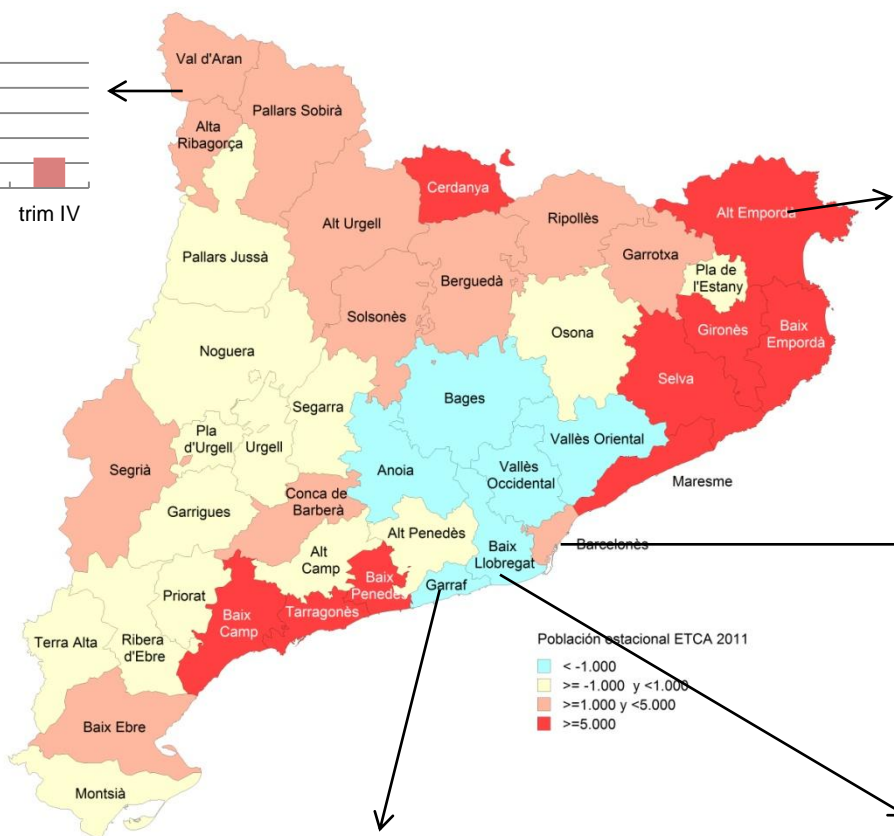 trim IV
Val d'Aran
Alta
Ribagorça
Pallars Sobirà
Cerdanya
Alt Urgell
Ripollès
Alt Empordà
Garrotxa
Pallars Jussà
Berguedà
Pla de
l'Estany
Solsonès
Osona
Gironès
Baix
Empordà
Noguera
Selva
Bages
Segarra
Pla
d'Urgell
Urgell
Vallès Oriental
Segrià
Anoia
Vallès
Occidental
Maresme
Conca de
Barberà
Garrigues
Alt Penedès
Alt
Camp
Baix
Llobregat
Barcelonès
Baix
Penedès
Garraf
Priorat
Baix
Camp
Tarragonès
Terra Alta
Ribera
d'Ebre
Baix Ebre
Montsià
Población estacional ETCA 2011
< -1.000
>= -1.000 y <1.000
>=1.000 y <5.000
>=5.000